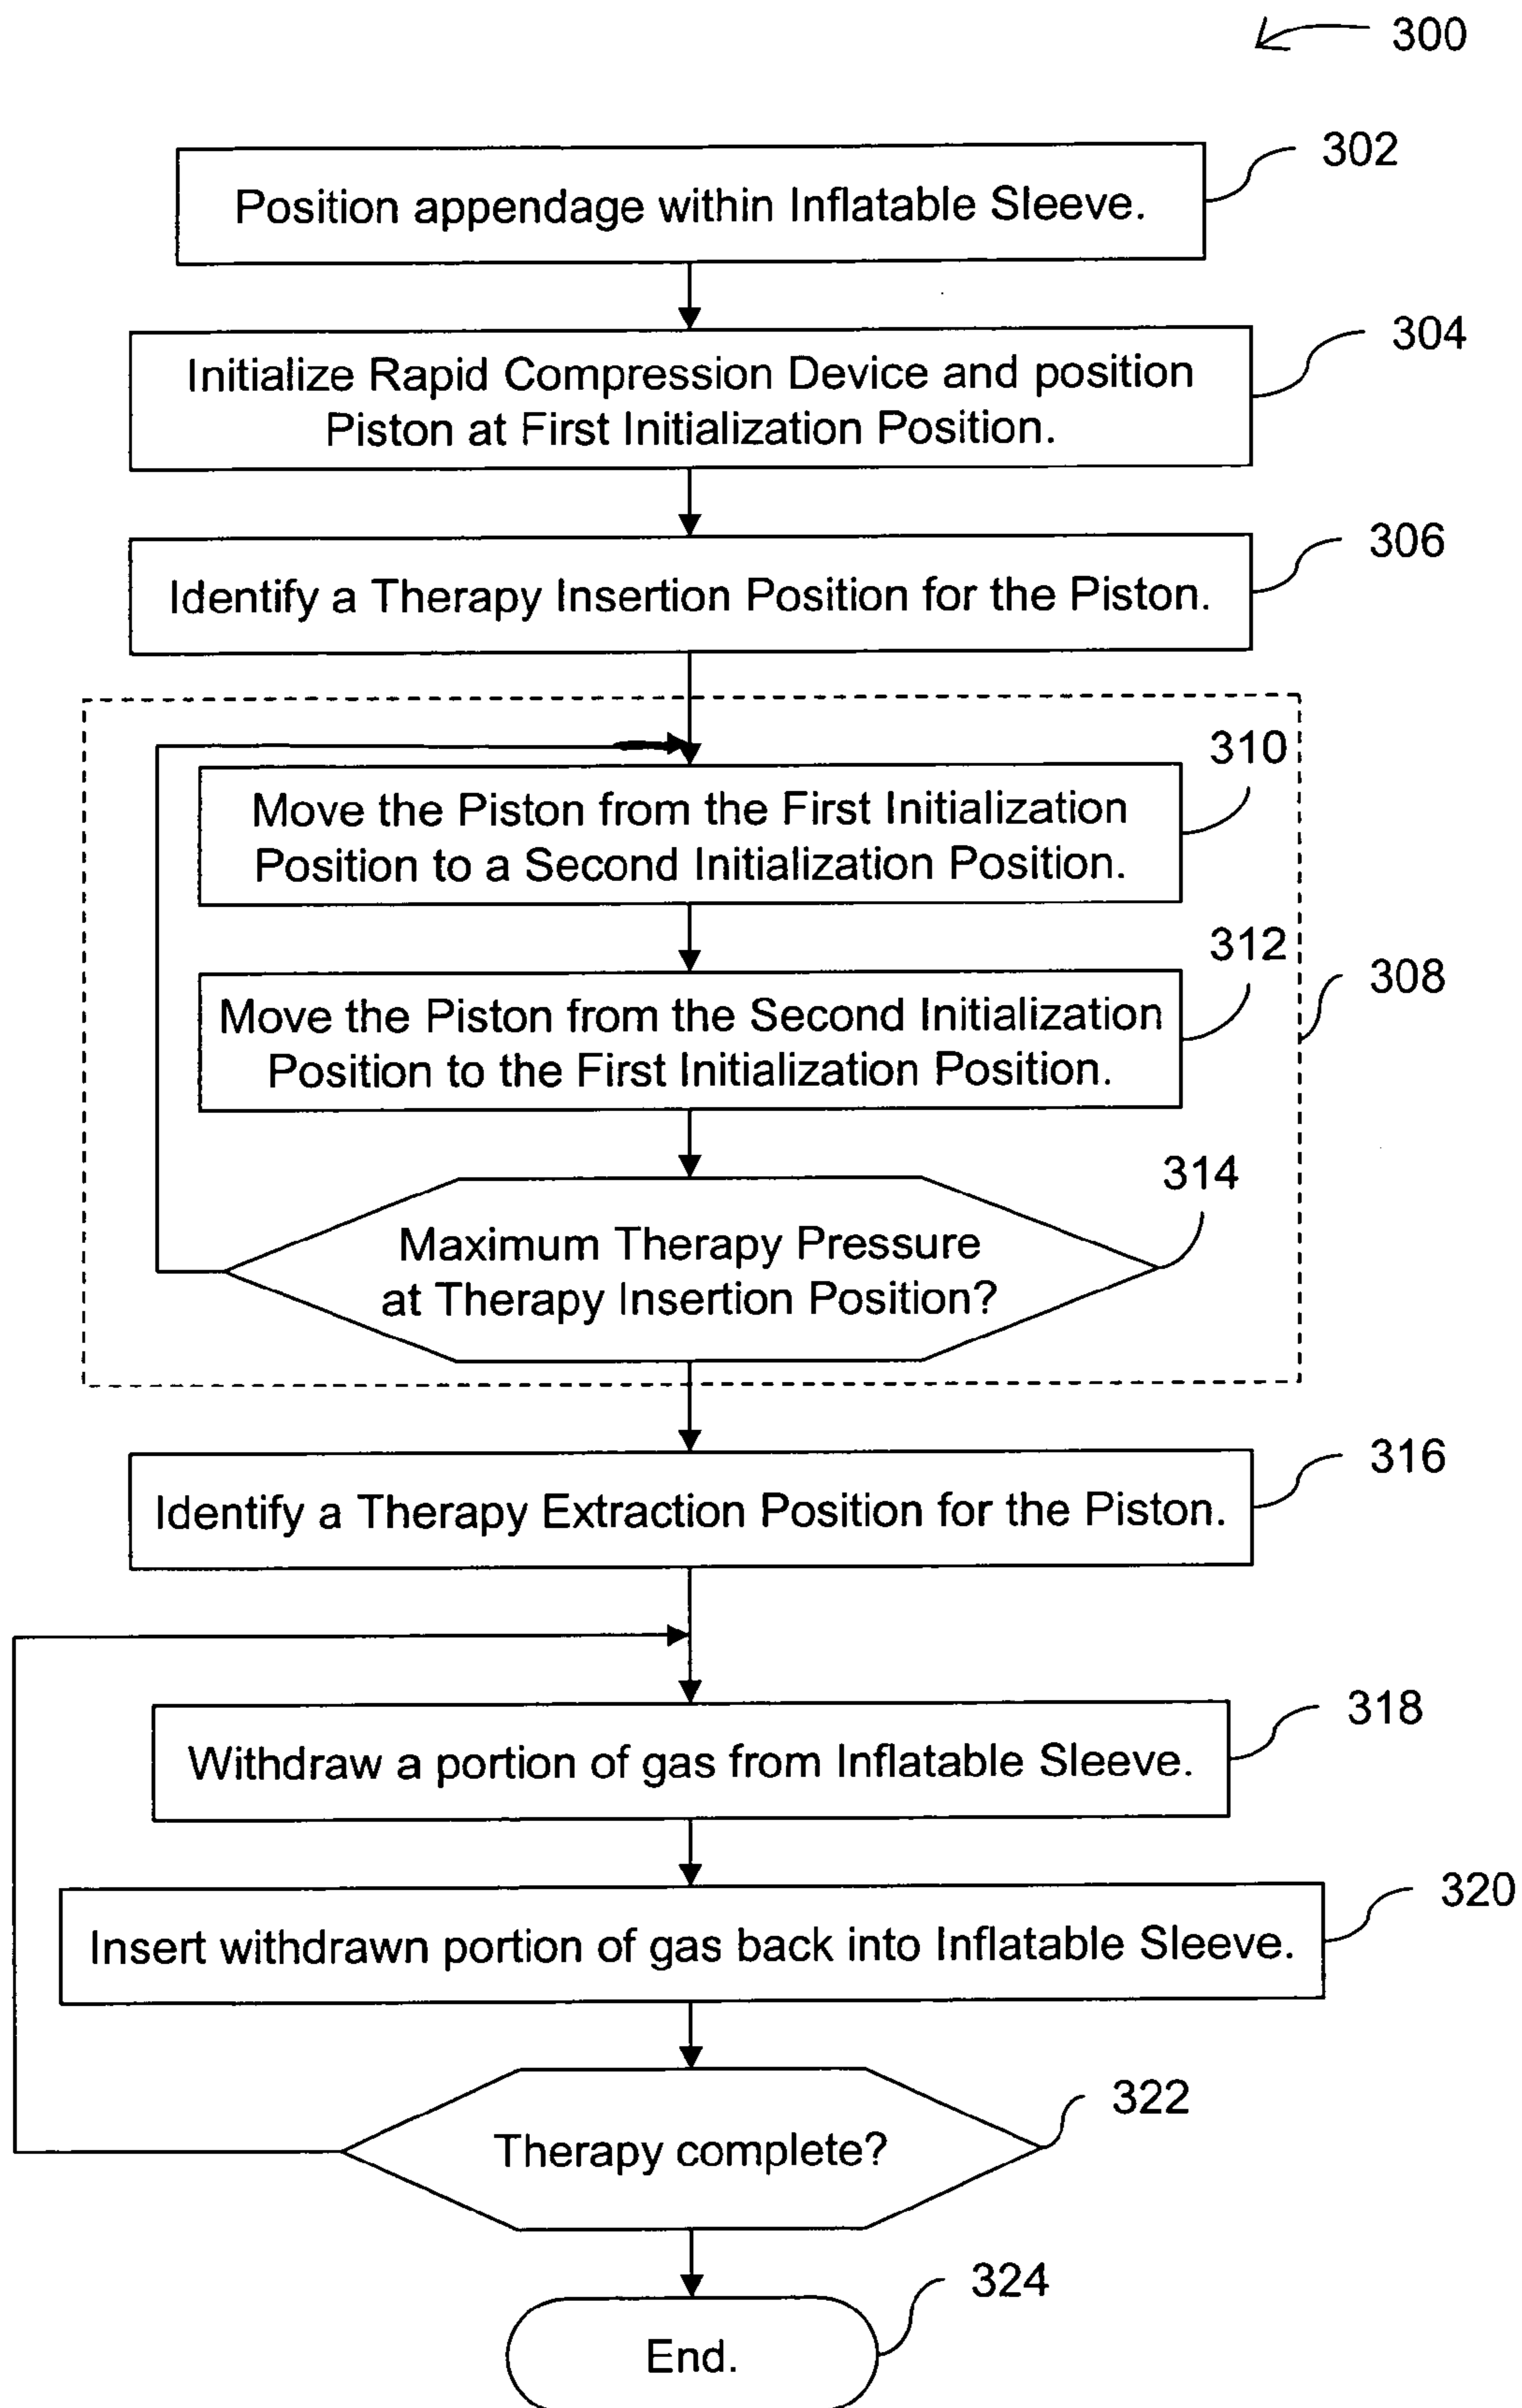 300
302
Position appendage within Inflatable Sleeve.
304
Initialize Rapid Compression Device and position
Piston at First Initialization Position.
306
Identify a Therapy Insertion Position for the Piston.
310
Move the Piston from the First Initialization
Position to a Second Initialization Position.
312
308
Move the Piston from the Second Initialization
Position to the First Initialization Position.
314
Maximum Therapy Pressure
at Therapy Insertion Position?
316
Identify a Therapy Extraction Position for the Piston.
318
Withdraw a portion of gas from Inflatable Sleeve.
320
Insert withdrawn portion of gas back into Inflatable Sleeve.
322
Therapy complete?
324
End.